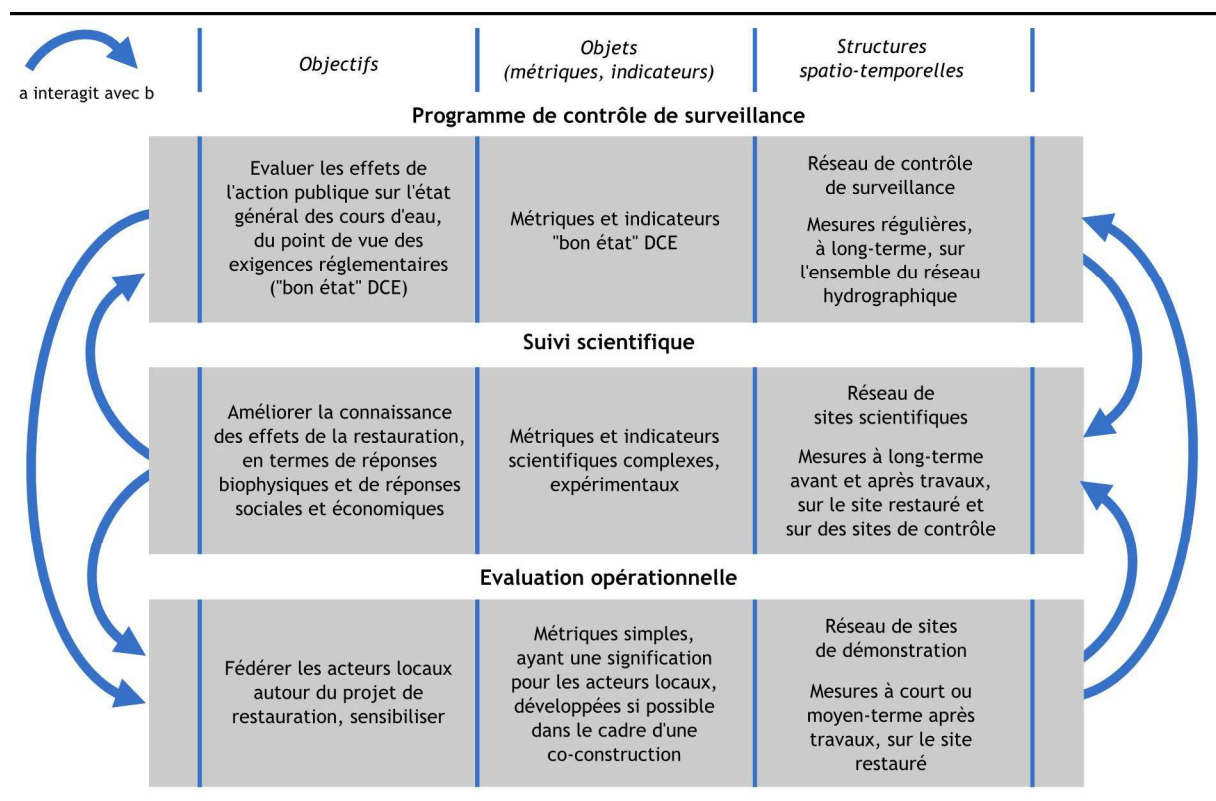 a interagit avec b
Objectifs
Objets
(métriques, indicateurs)
Structures
spatio-temporelles
Programme de contrôle de surveillance
Evaluer les effets de
l'action publique sur l'état
général des cours d'eau,
du point de vue des
exigences réglementaires
("bon état" DCE)
Métriques et indicateurs
"bon état" DCE
Réseau de contrôle
de surveillance
Mesures régulières,
à long-terme, sur
l'ensemble du réseau
hydrographique
Suivi scientifique
Améliorer la connaissance
des effets de la restauration,
en termes de réponses
biophysiques et de réponses
sociales et économiques
Métriques et indicateurs
scientifiques complexes,
expérimentaux
Réseau de
sites scientifiques
Mesures à long-terme
avant et après travaux,
sur le site restauré et
sur des sites de contrôle
Evaluation opérationnelle
Fédérer les acteurs locaux
autour du projet de
restauration, sensibiliser
Métriques simples,
ayant une signification
pour les acteurs locaux,
développées si possible
dans le cadre d'une
co-construction
Réseau de sites
de démonstration
Mesures à court ou
moyen-terme après
travaux, sur le site
restauré